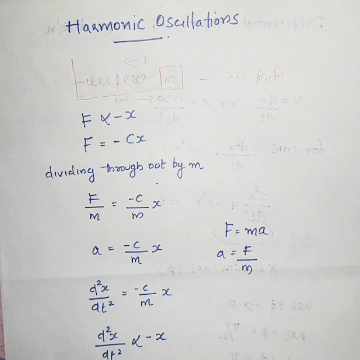 Harmonic Oscillations
← F
m
F ∝ -x
F = - Cx
dividing through out by m
F/m = -C/m x
F = ma
a = -C/m x
a = F/m
d²x/dt² = -C/m x
d²x/dt² ∝ -x